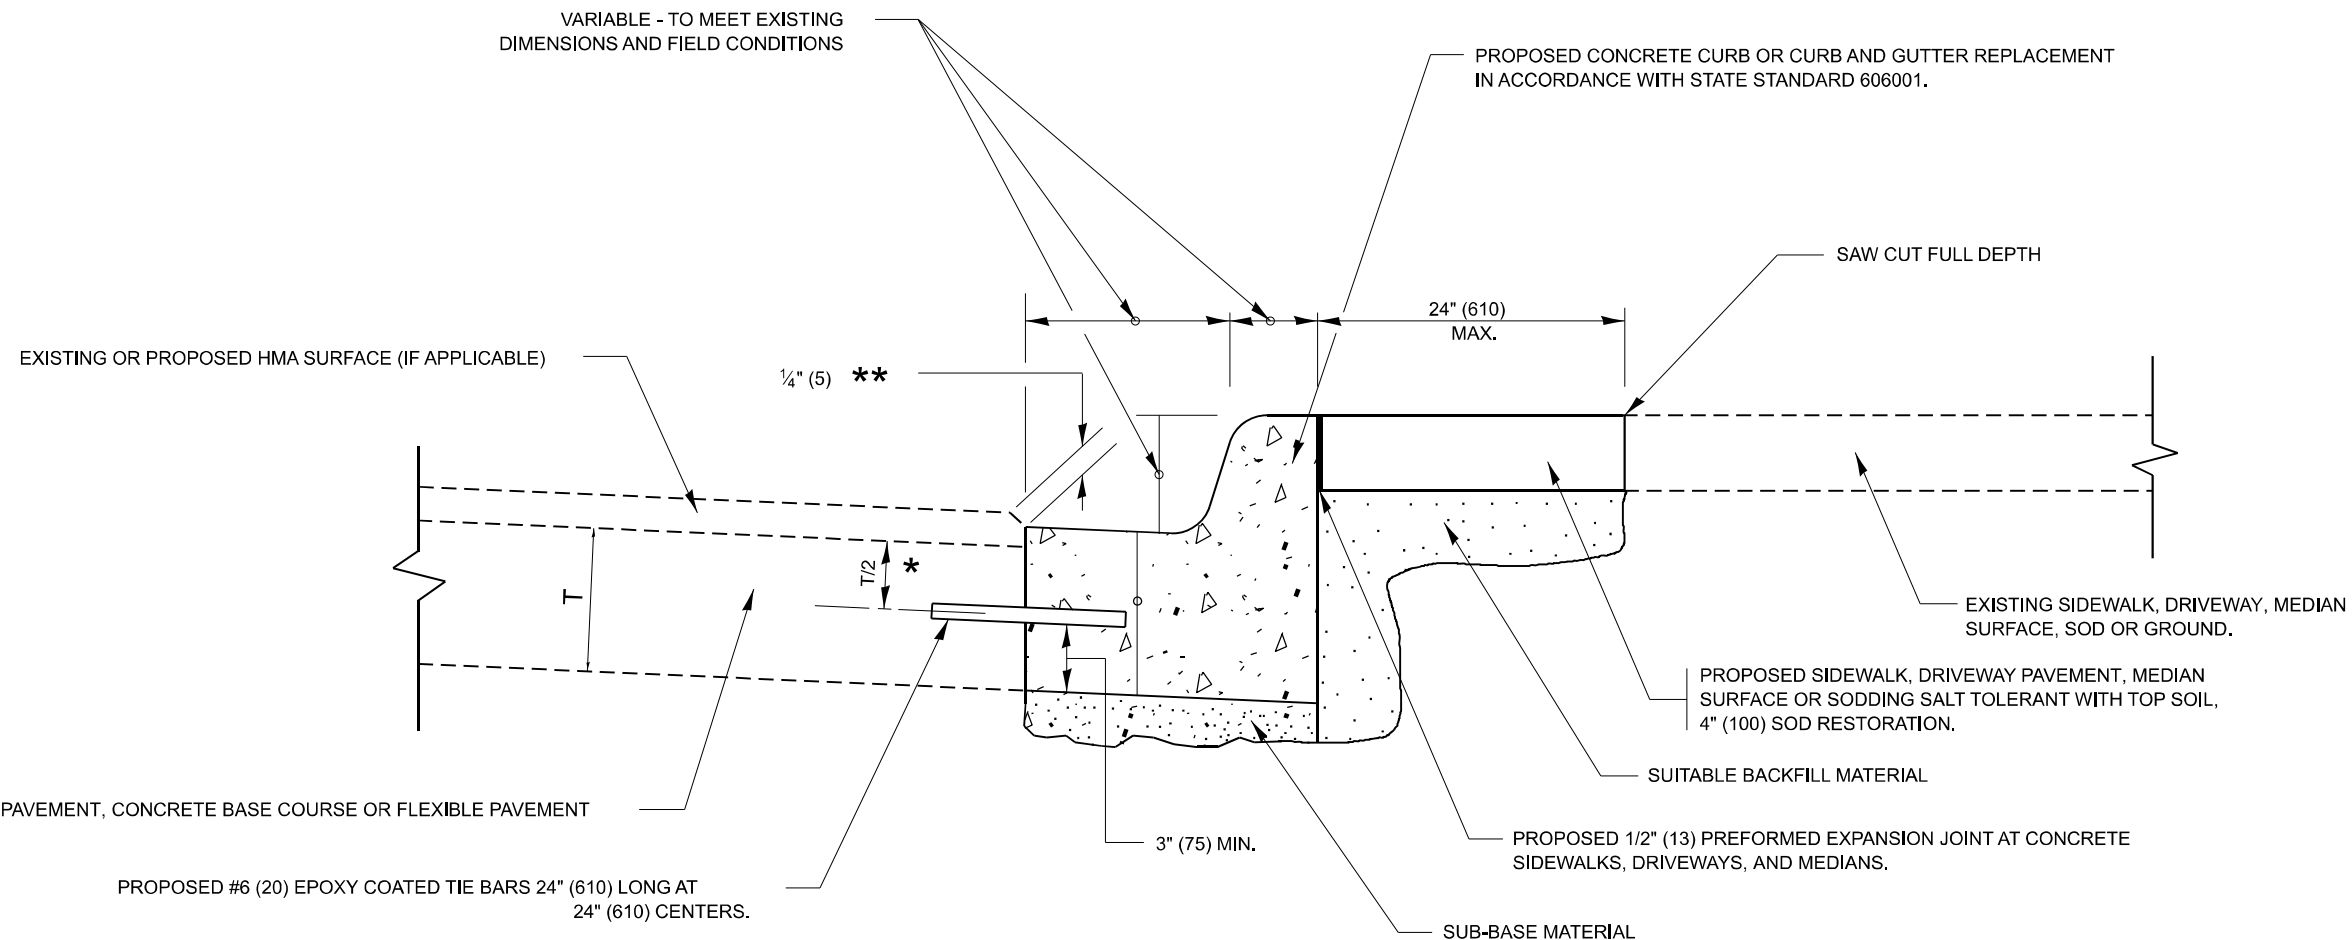 VARIABLE - TO MEET EXISTING
DIMENSIONS AND FIELD CONDITIONS
PROPOSED CONCRETE CURB OR CURB AND GUTTER REPLACEMENT
IN ACCORDANCE WITH STATE STANDARD 606001.
SAW CUT FULL DEPTH
24" (610)
MAX.
EXISTING OR PROPOSED HMA SURFACE (IF APPLICABLE)
¼" (5) **
T/2 *
T
EXISTING SIDEWALK, DRIVEWAY, MEDIAN
SURFACE, SOD OR GROUND.
PROPOSED SIDEWALK, DRIVEWAY PAVEMENT, MEDIAN
SURFACE OR SODDING SALT TOLERANT WITH TOP SOIL,
4" (100) SOD RESTORATION.
SUITABLE BACKFILL MATERIAL
PAVEMENT, CONCRETE BASE COURSE OR FLEXIBLE PAVEMENT
3" (75) MIN.
PROPOSED 1/2" (13) PREFORMED EXPANSION JOINT AT CONCRETE
SIDEWALKS, DRIVEWAYS, AND MEDIANS.
PROPOSED #6 (20) EPOXY COATED TIE BARS 24" (610) LONG AT
24" (610) CENTERS.
SUB-BASE MATERIAL